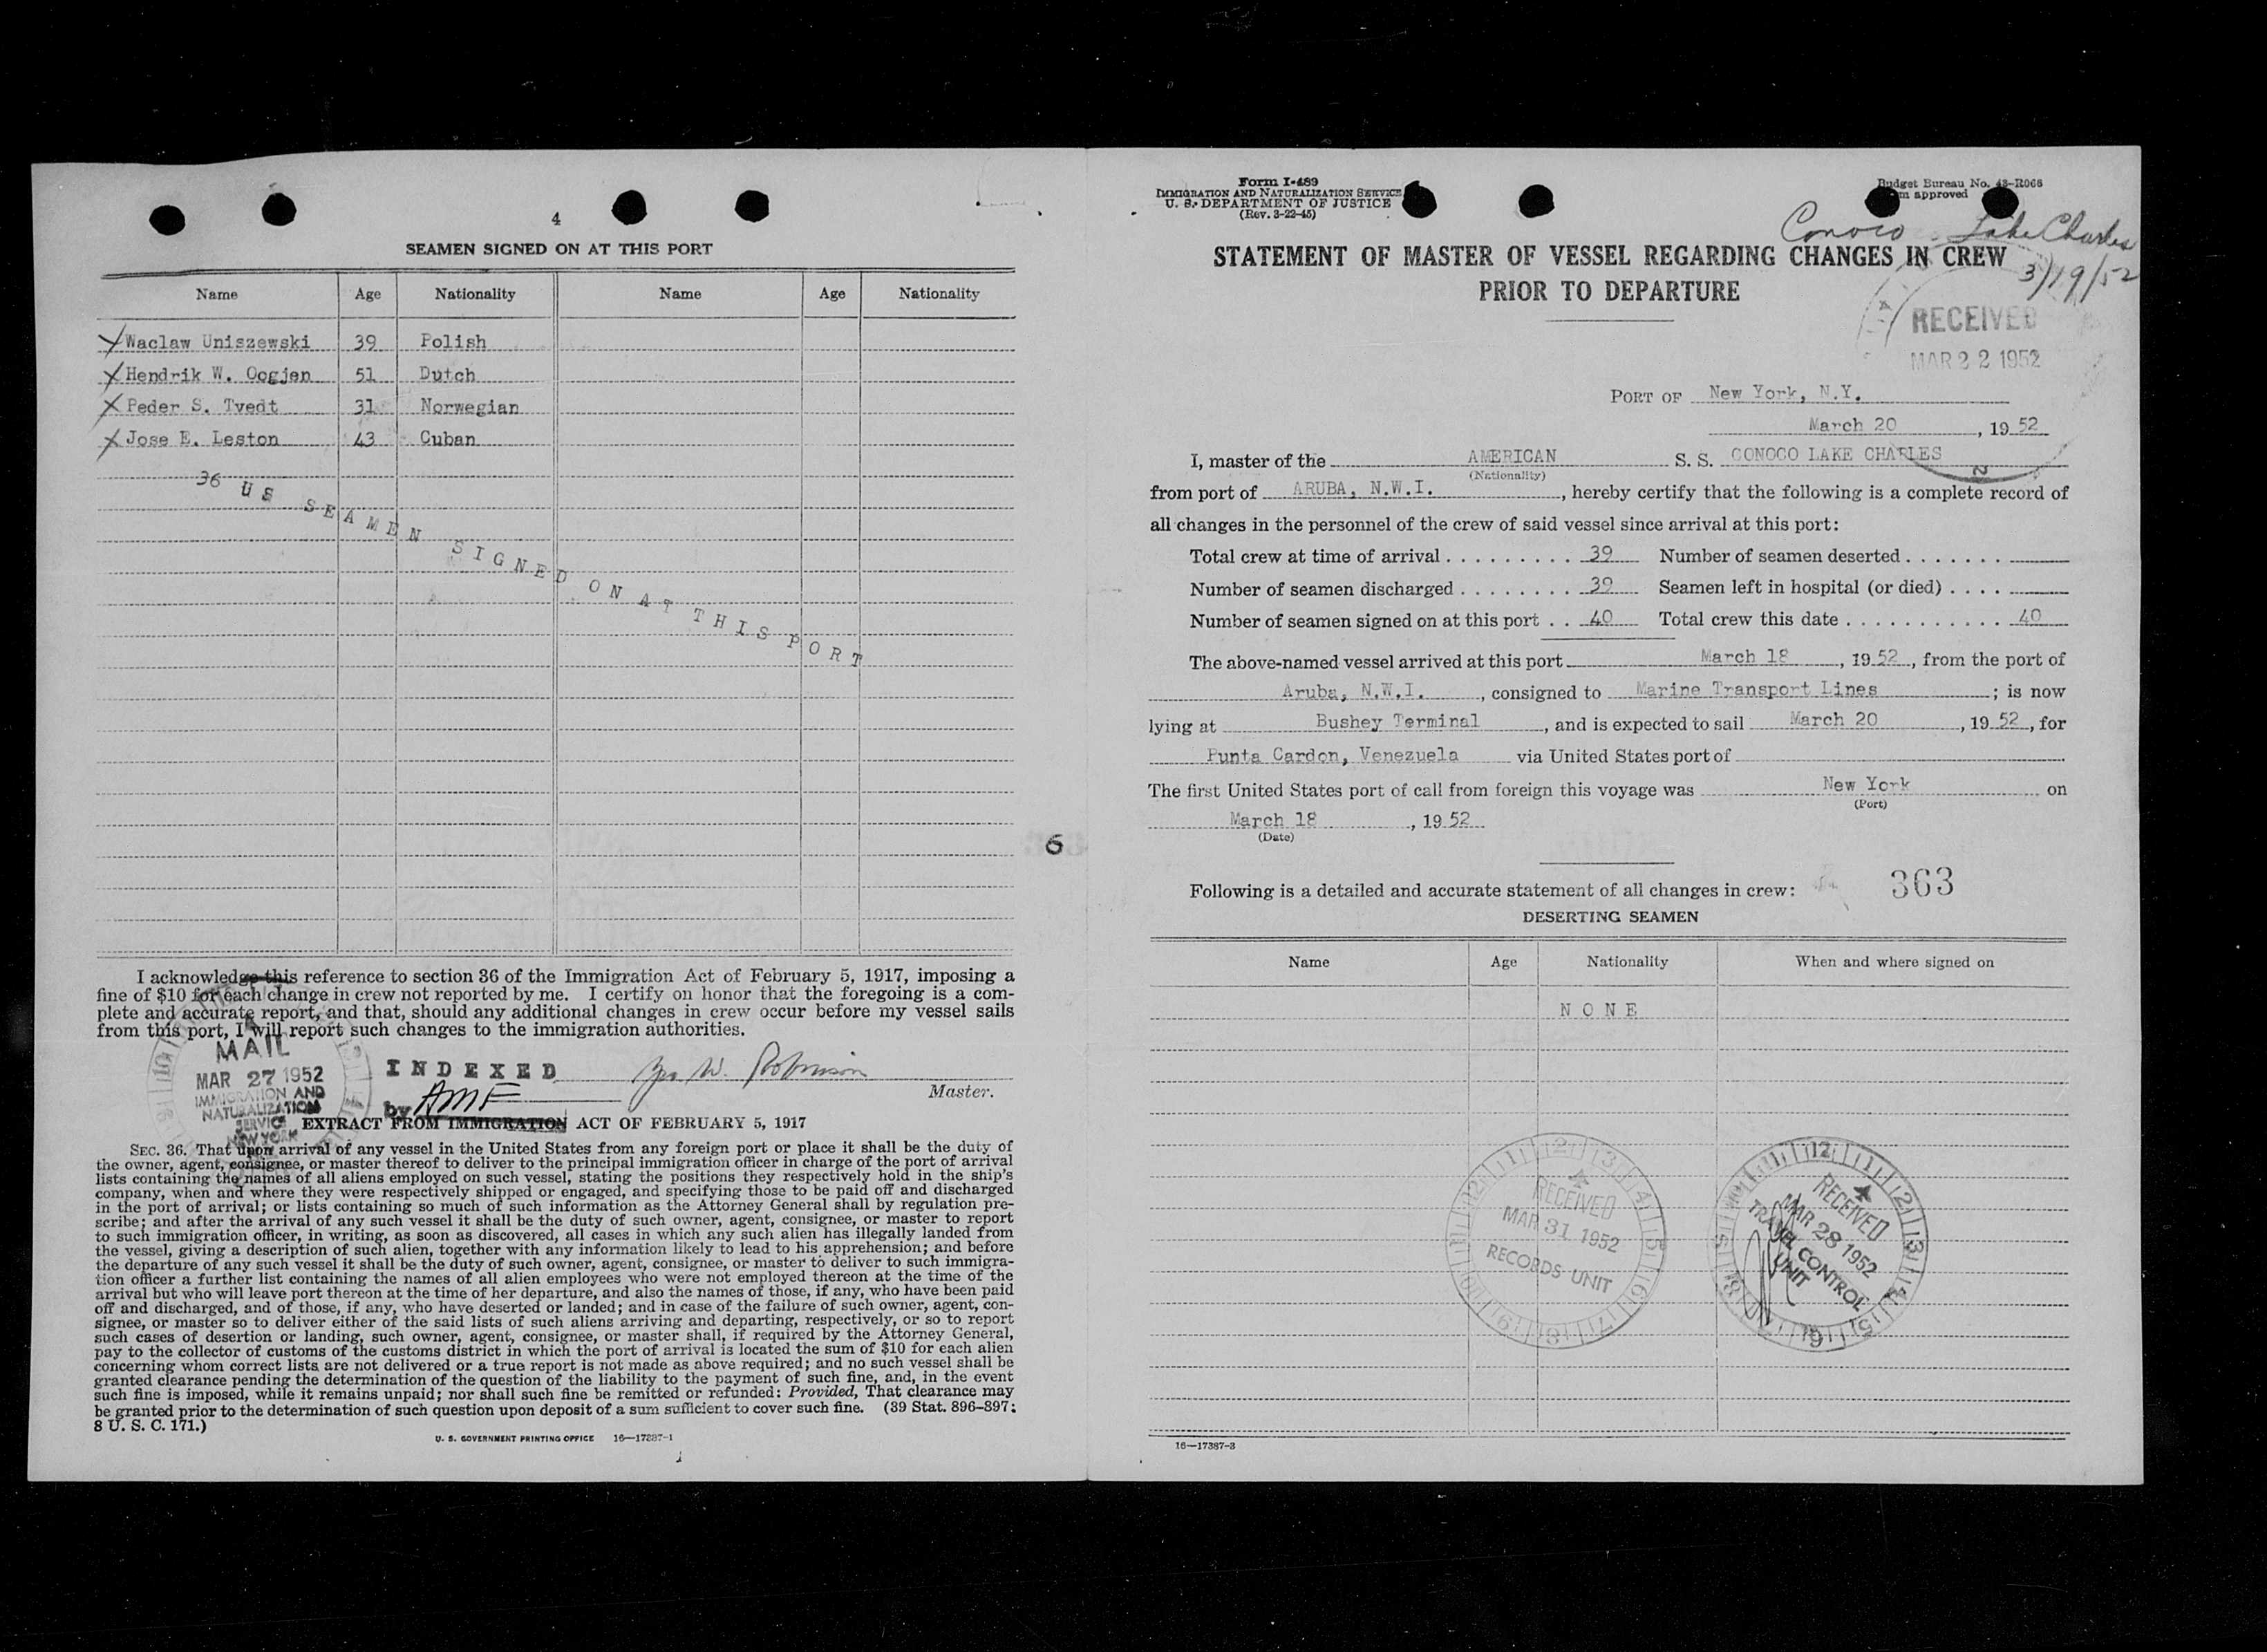 4
SEAMEN SIGNED ON AT THIS PORT
Name Age Nationality Name Age Nationality
Waclaw Uniszewski 39 Polish
Hendrik W. Oogjen 51 Dutch
Peder S. Tvedt 31 Norwegian
Jose E. Leston 43 Cuban
36 US SEAMEN SIGNED ON AT THIS PORT
6
I acknowledge this reference to section 36 of the Immigration Act of February 5, 1917, imposing a
fine of $10 for each change in crew not reported by me. I certify on honor that the foregoing is a com-
plete and accurate report, and that, should any additional changes in crew occur before my vessel sails
from this port, I will report such changes to the immigration authorities.
MAIL
MAR 27 1952
IMMIGRATION AND
NATURALIZATION
SERVICE
NEW YORK
INDEXED
by AMF
W. Robinson
Master.
EXTRACT FROM IMMIGRATION ACT OF FEBRUARY 5, 1917
SEC. 36. That upon arrival of any vessel in the United States from any foreign port or place it shall be the duty of
the owner, agent, consignee, or master thereof to deliver to the principal immigration officer in charge of the port of arrival
lists containing the names of all aliens employed on such vessel, stating the positions they respectively hold in the ship's
company, when and where they were respectively shipped or engaged, and specifying those to be paid off and discharged
in the port of arrival; or lists containing so much of such information as the Attorney General shall by regulation pre-
scribe; and after the arrival of any such vessel it shall be the duty of such owner, agent, consignee, or master to report
to such immigration officer, in writing, as soon as discovered, all cases in which any such alien has illegally landed from
the vessel, giving a description of such alien, together with any information likely to lead to his apprehension; and before
the departure of any such vessel it shall be the duty of such owner, agent, consignee, or master to deliver to such immigra-
tion officer a further list containing the names of all alien employees who were not employed thereon at the time of the
arrival but who will leave port thereon at the time of her departure, and also the names of those, if any, who have been paid
off and discharged, and of those, if any, who have deserted or landed; and in case of the failure of such owner, agent, con-
signee, or master so to deliver either of the said lists of such aliens arriving and departing, respectively, or so to report
such cases of desertion or landing, such owner, agent, consignee, or master shall, if required by the Attorney General,
pay to the collector of customs of the customs district in which the port of arrival is located the sum of $10 for each alien
concerning whom correct lists are not delivered or a true report is not made as above required; and no such vessel shall be
granted clearance pending the determination of the question of the liability to the payment of such fine, and, in the event
such fine is imposed, while it remains unpaid; nor shall such fine be remitted or refunded: Provided, That clearance may
be granted prior to the determination of such question upon deposit of a sum sufficient to cover such fine. (39 Stat. 896–897;
8 U. S. C. 171.)
U. S. GOVERNMENT PRINTING OFFICE 16—17387-1
Form I-489
IMMIGRATION AND NATURALIZATION SERVICE
U. S. DEPARTMENT OF JUSTICE
(Rev. 3-22-45)
Budget Bureau No. 43-R066
approved
Conoco Lake Charles
3/19/52
STATEMENT OF MASTER OF VESSEL REGARDING CHANGES IN CREW
PRIOR TO DEPARTURE
RECEIVED
MAR 22 1952
PORT OF New York, N.Y.
March 20, 1952
I, master of the AMERICAN S. S. CONOCO LAKE CHARLES
(Nationality)
from port of ARUBA, N.W.I., hereby certify that the following is a complete record of
all changes in the personnel of the crew of said vessel since arrival at this port:
Total crew at time of arrival . . . . . . . . . 39 Number of seamen deserted . . . . . . .
Number of seamen discharged . . . . . . . . 39 Seamen left in hospital (or died) . . . .
Number of seamen signed on at this port . . 40 Total crew this date . . . . . . . . . . . . 40
The above-named vessel arrived at this port March 18, 1952, from the port of
Aruba, N.W.I., consigned to Marine Transport Lines; is now
lying at Bushey Terminal, and is expected to sail March 20, 1952, for
Punta Cardon, Venezuela via United States port of
The first United States port of call from foreign this voyage was New York on
(Port)
March 18, 1952
(Date)
363
Following is a detailed and accurate statement of all changes in crew:
DESERTING SEAMEN
Name Age Nationality When and where signed on
NONE
RECEIVED
MAR 31 1952
RECORDS UNIT
RECEIVED
MAR 28 1952
TRAVEL CONTROL
UNIT
16—17387-3